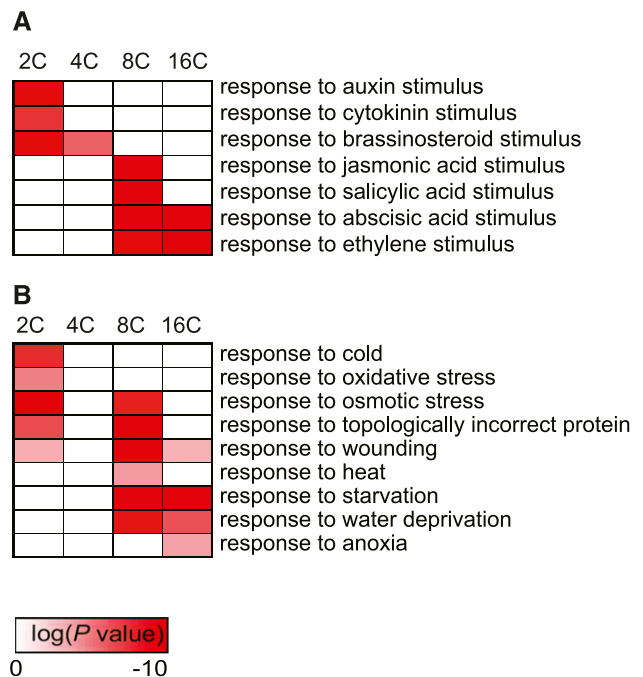 A
2C 4C 8C 16C
response to auxin stimulus
response to cytokinin stimulus
response to brassinosteroid stimulus
response to jasmonic acid stimulus
response to salicylic acid stimulus
response to abscisic acid stimulus
response to ethylene stimulus
B
2C 4C 8C 16C
response to cold
response to oxidative stress
response to osmotic stress
response to topologically incorrect protein
response to wounding
response to heat
response to starvation
response to water deprivation
response to anoxia
log(P value)
0 -10